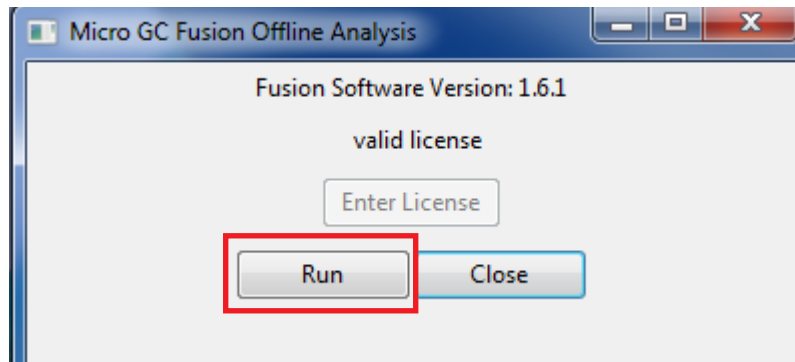 Micro GC Fusion Offline Analysis
Fusion Software Version: 1.6.1
valid license
Enter License
Run Close